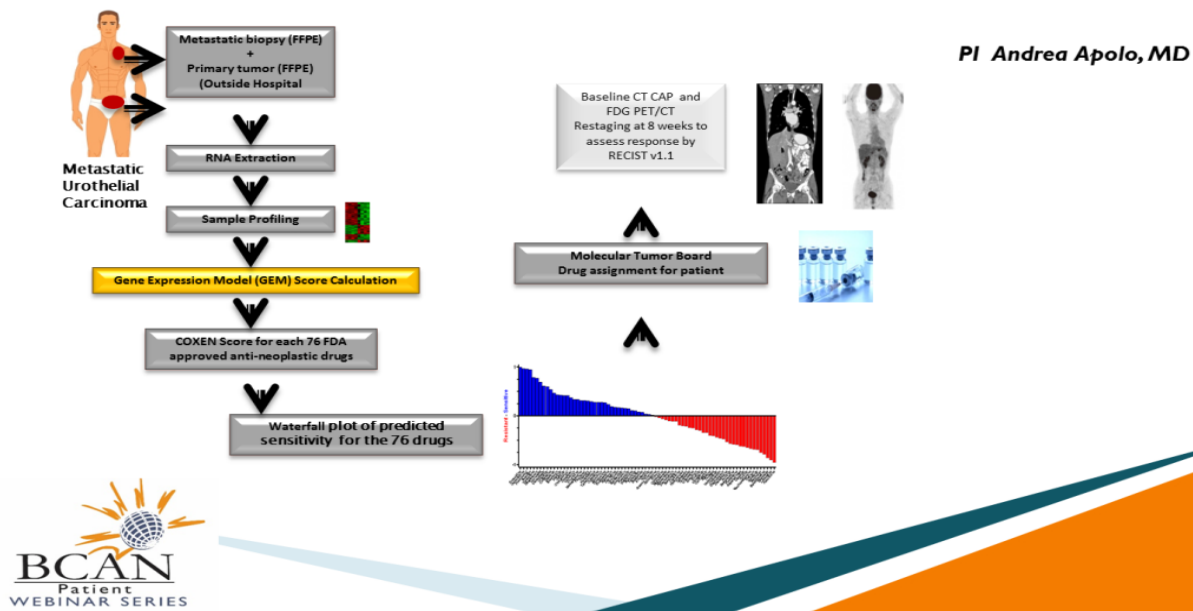 PI Andrea Apolo, MD
Metastatic biopsy (FFPE)
+
Primary tumor (FFPE)
(Outside Hospital
Metastatic
Urothelial
Carcinoma
RNA Extraction
Sample Profiling
Gene Expression Model (GEM) Score Calculation
COXEN Score for each 76 FDA
approved anti-neoplastic drugs
Waterfall plot of predicted
sensitivity for the 76 drugs
Resistant - Sensitive
Molecular Tumor Board
Drug assignment for patient
Baseline CT CAP and
FDG PET/CT
Restaging at 8 weeks to
assess response by
RECIST v1.1
BCAN
Patient
WEBINAR SERIES